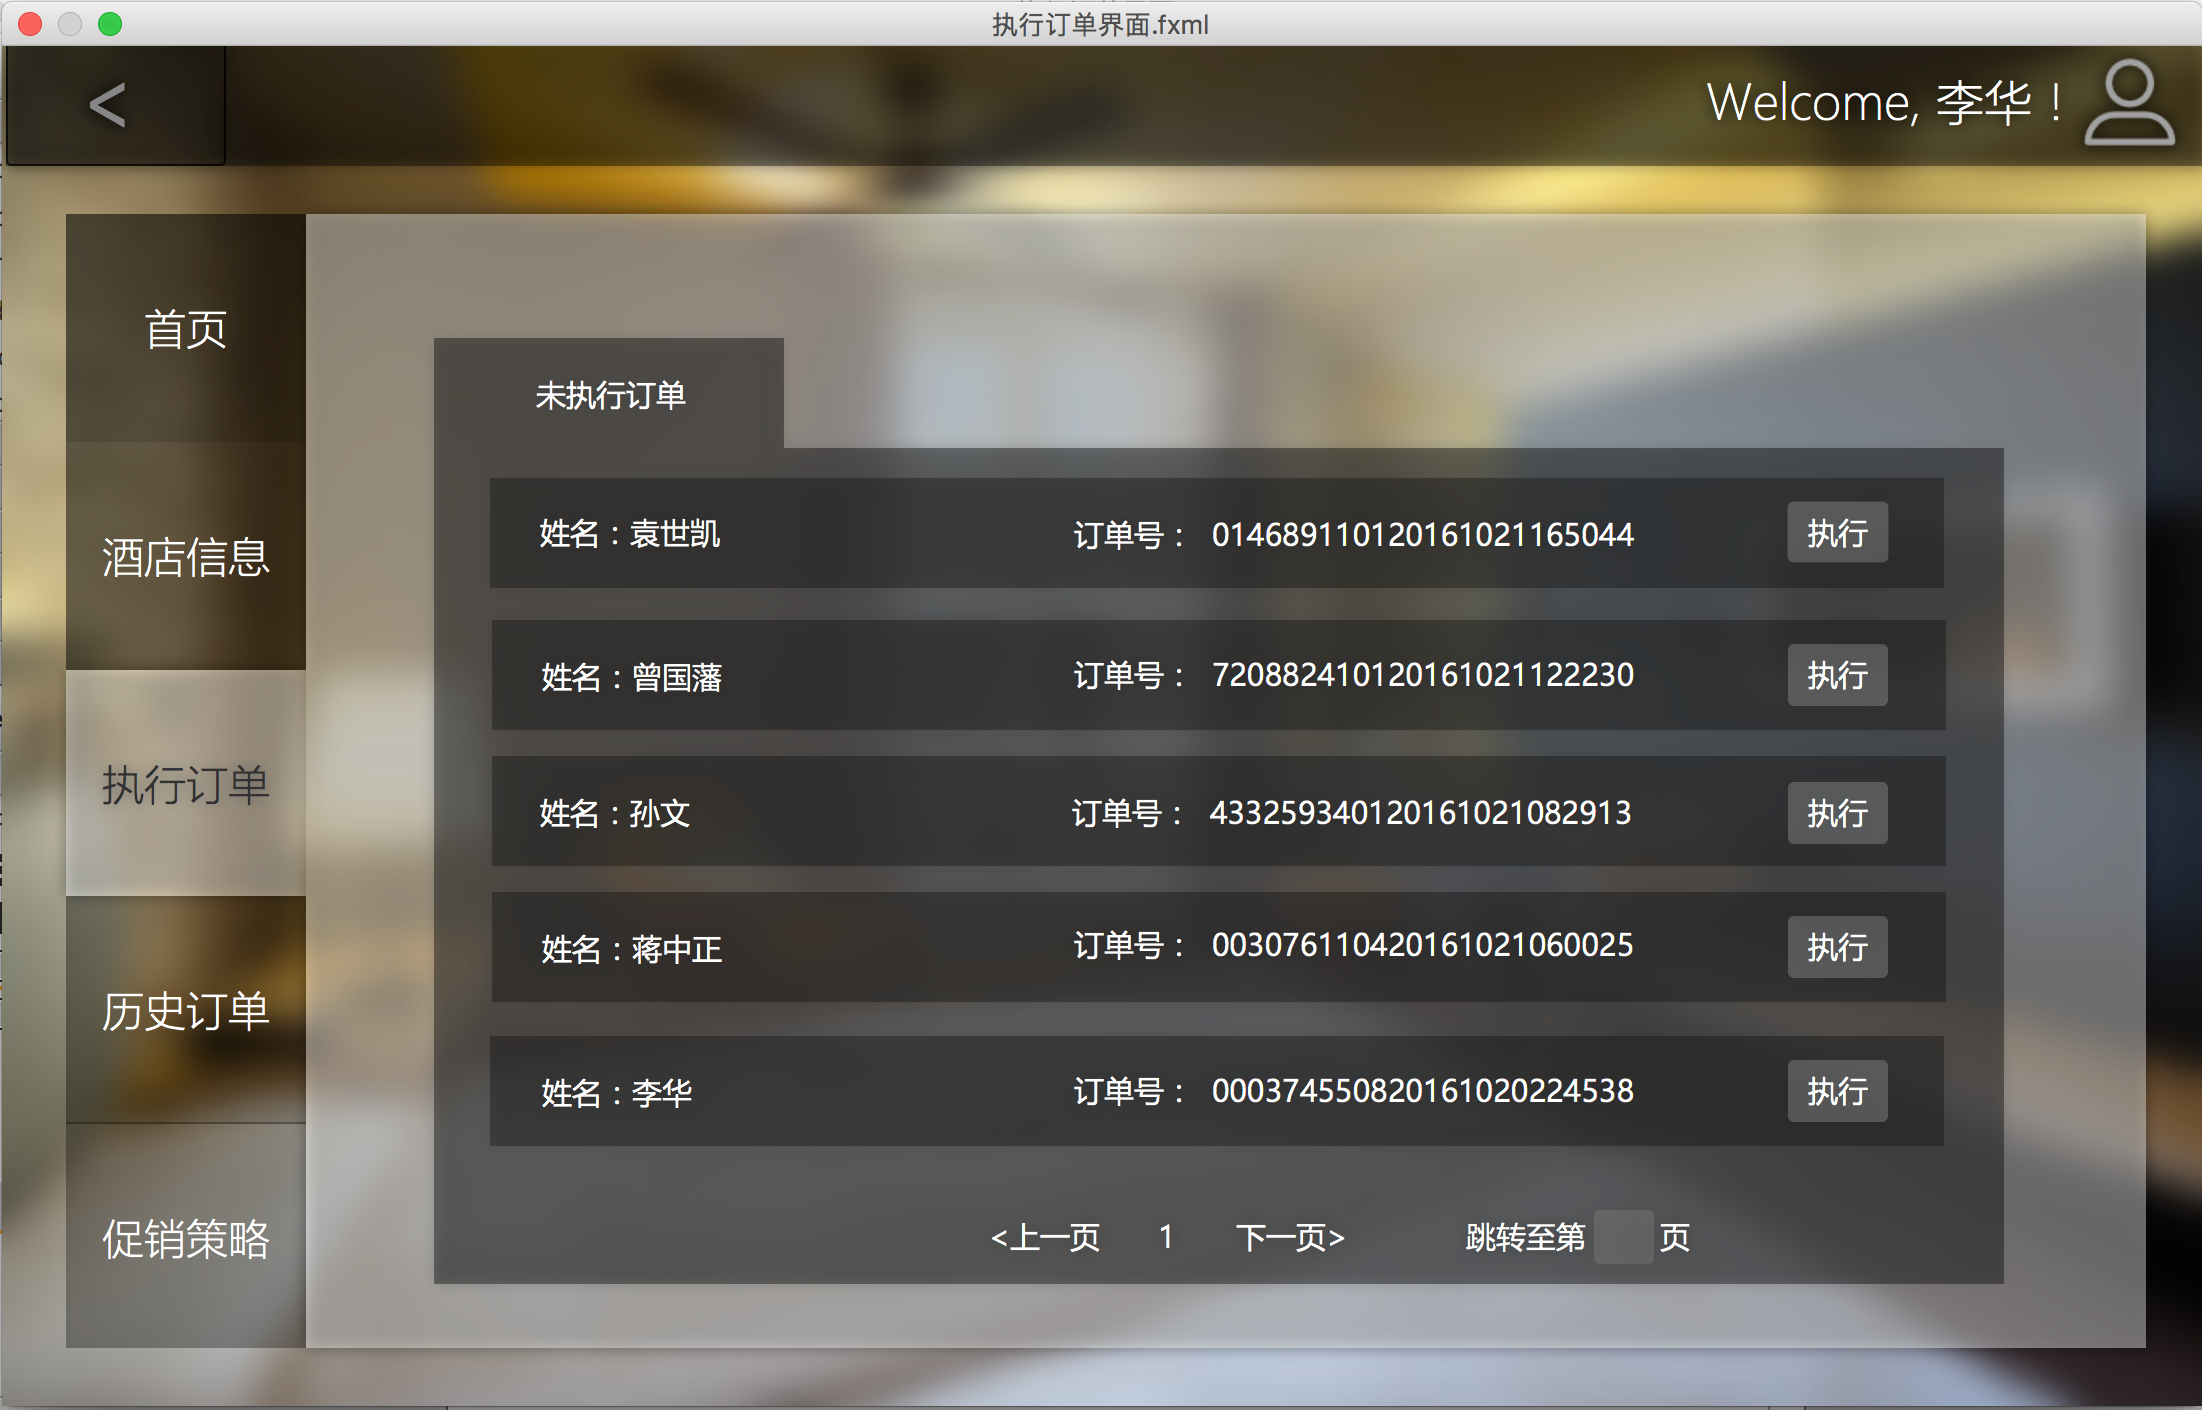 执行订单界面.fxml
<
Welcome, 李华！
首页
酒店信息
执行订单
历史订单
促销策略
未执行订单
姓名：袁世凯 订单号： 014689110120161021165044 执行
姓名：曾国藩 订单号： 720882410120161021122230 执行
姓名：孙文 订单号： 433259340120161021082913 执行
姓名：蒋中正 订单号： 003076110420161021060025 执行
姓名：李华 订单号： 000374550820161020224538 执行
<上一页 1 下一页> 跳转至第 页